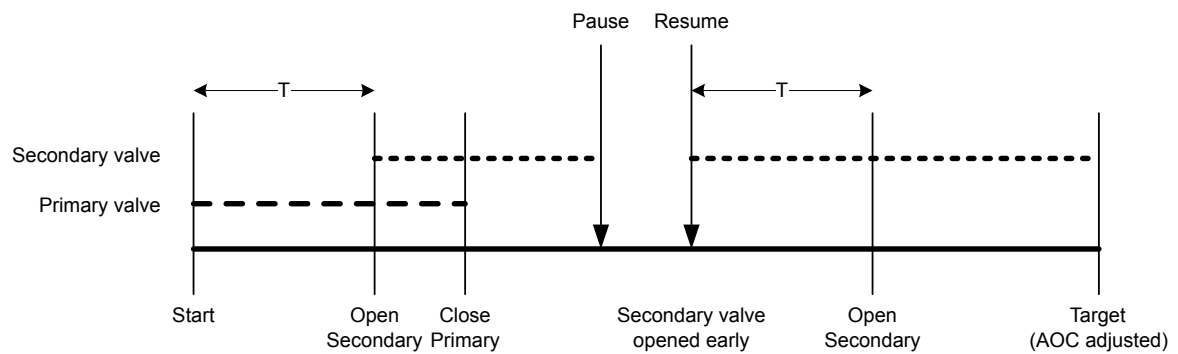 Pause
Resume
T
T
Secondary valve
Primary valve
Start
Open
Secondary
Close
Primary
Secondary valve
opened early
Open
Secondary
Target
(AOC adjusted)